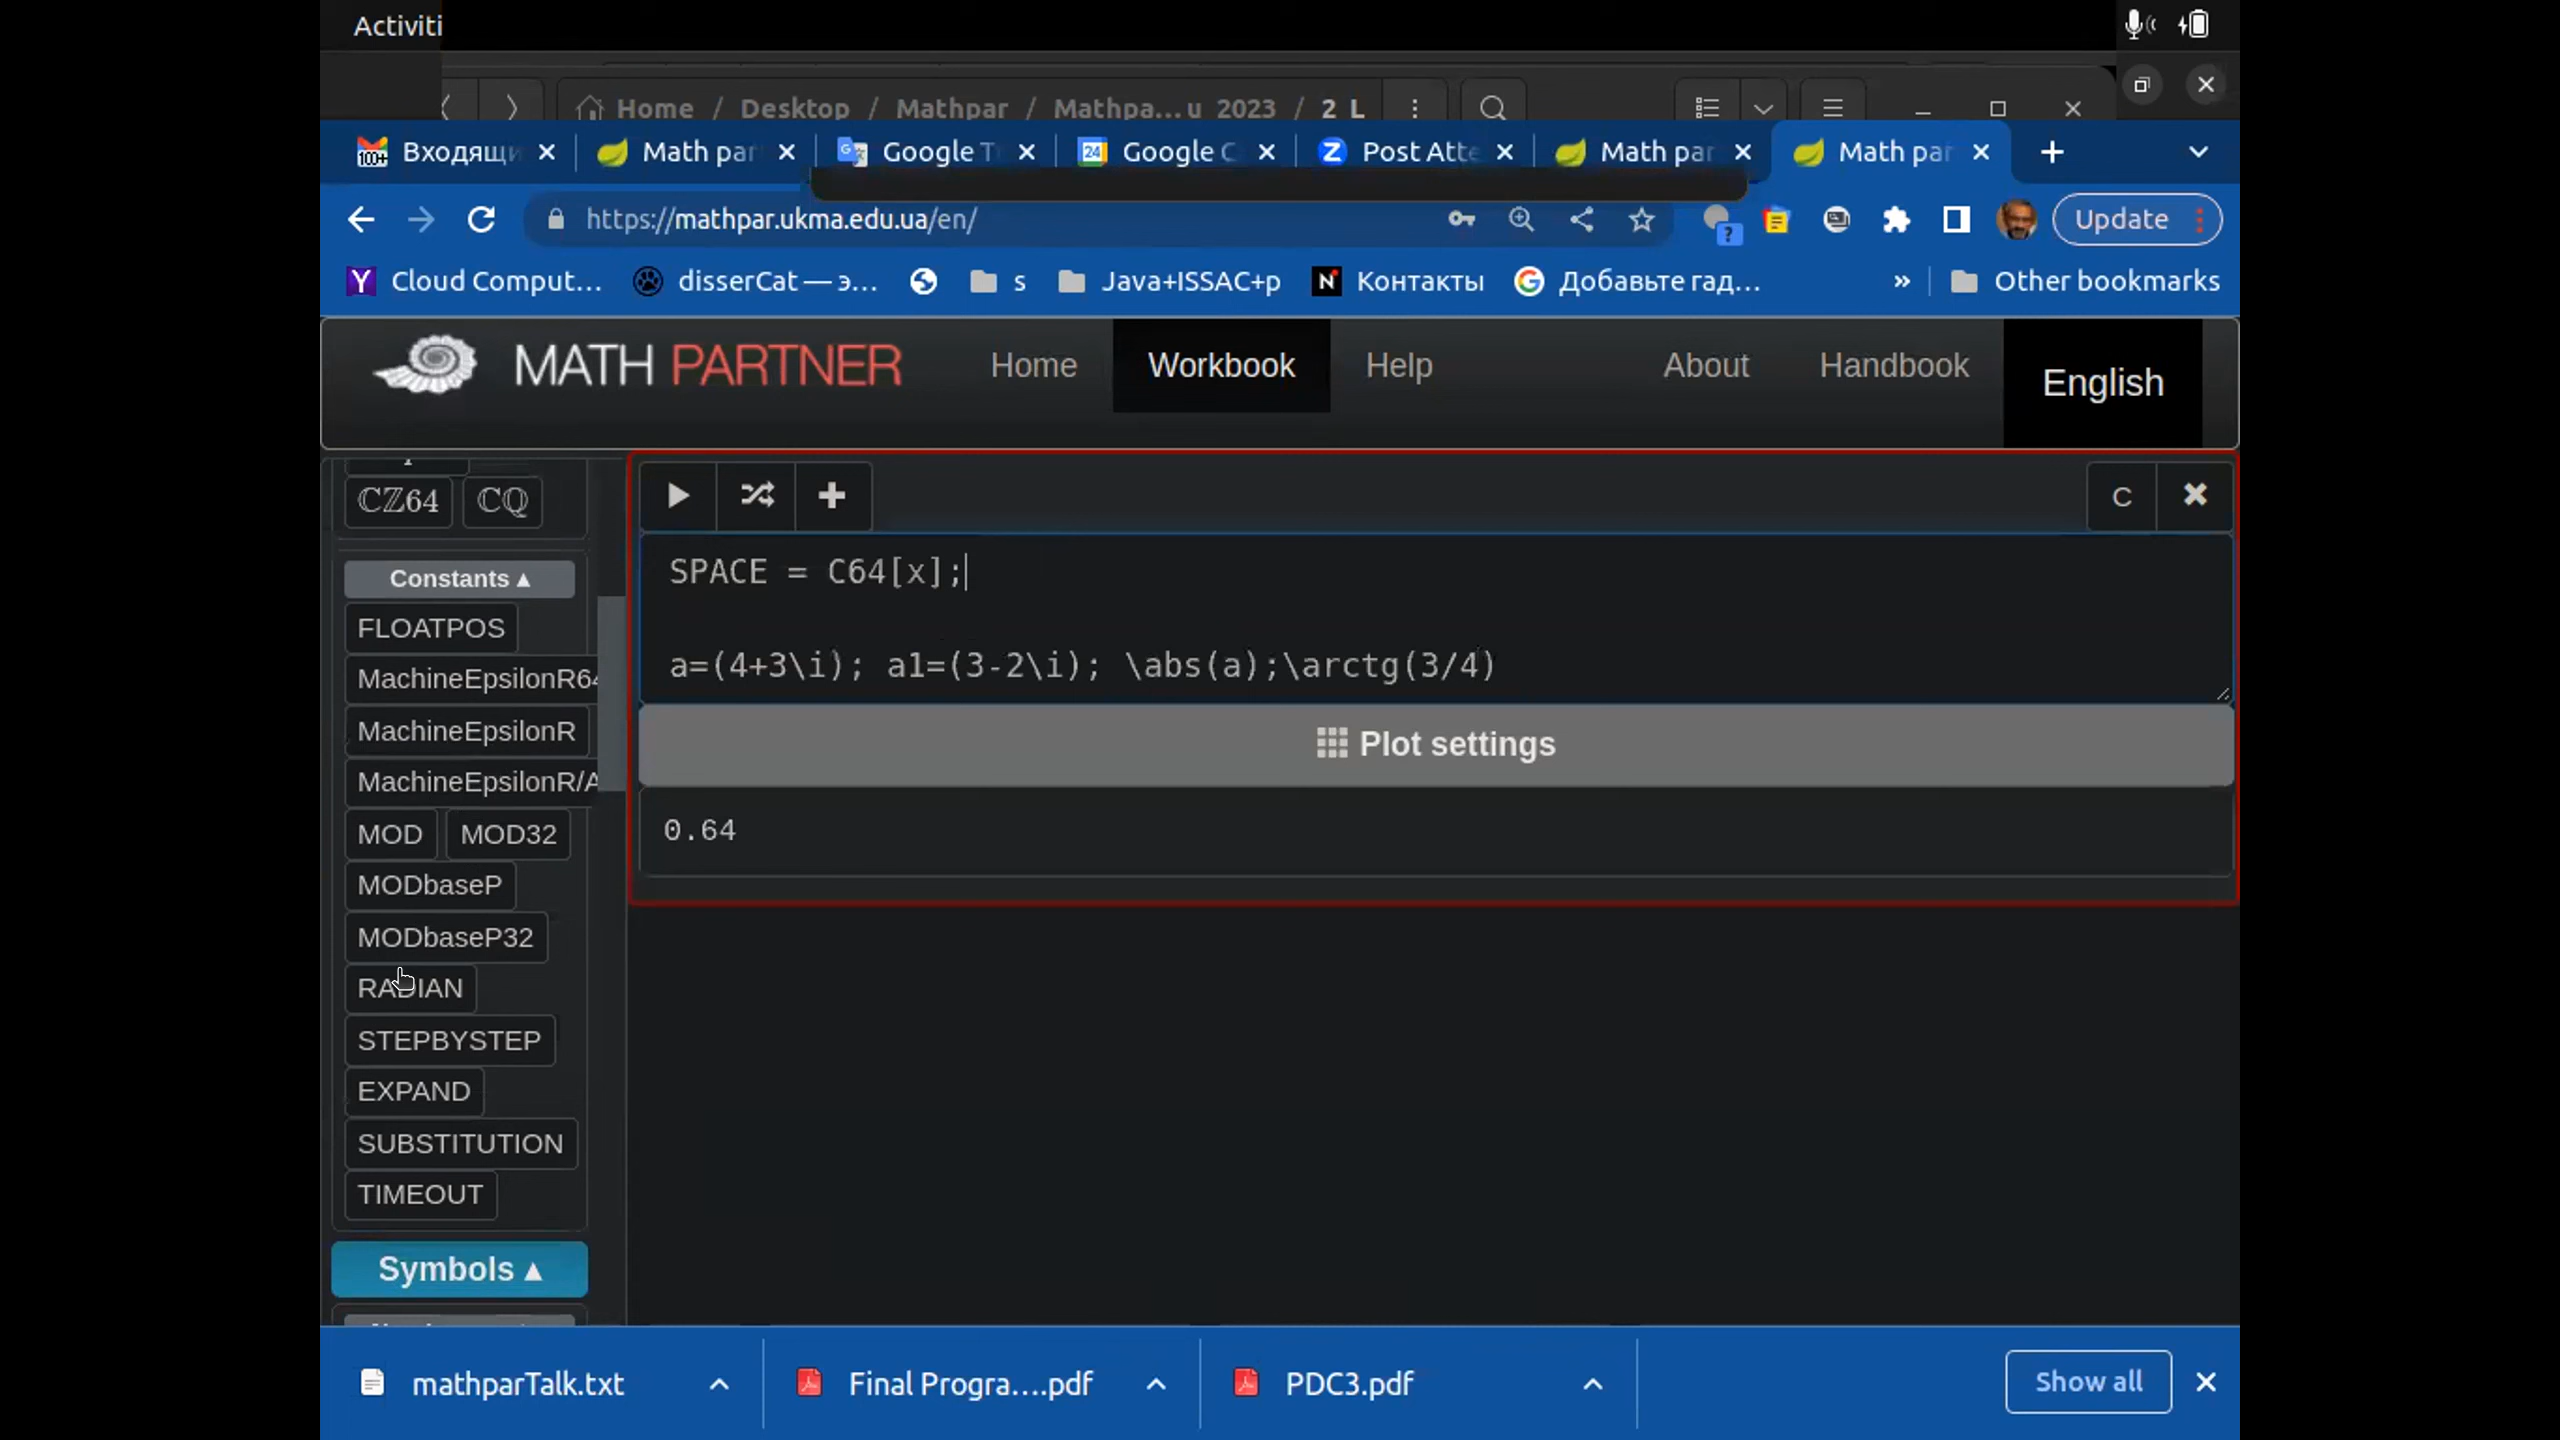 Activiti
Home / Desktop / Mathpar / Mathpa...u 2023 / 2 L
Входящи Math par Google T Google C Post Atte Math par Math par
https://mathpar.ukma.edu.ua/en/ Update
Cloud Comput... disserCat — э... s Java+ISSAC+p Контакты Добавьте гад... » Other bookmarks
MATH PARTNER Home Workbook Help About Handbook English
ℂℤ64 ℂℚ
C
SPACE = C64[x];
a=(4+3\i); a1=(3-2\i); \abs(a);\arctg(3/4)
Plot settings
0.64
Constants ▴
FLOATPOS
MachineEpsilonR64
MachineEpsilonR
MachineEpsilonR/A
MOD MOD32
MODbaseP
MODbaseP32
RADIAN
STEPBYSTEP
EXPAND
SUBSTITUTION
TIMEOUT
Symbols ▴
mathparTalk.txt Final Progra....pdf PDC3.pdf Show all